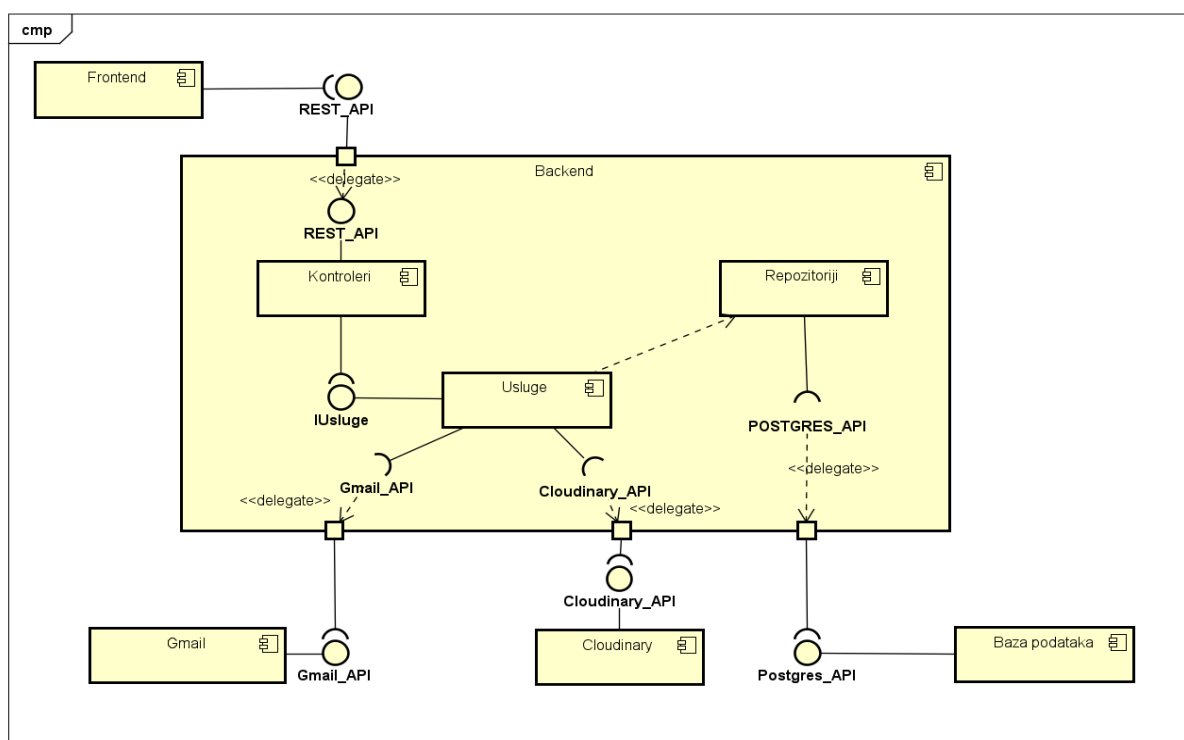 cmp
Frontend
REST_API
<<delegate>>
Backend
REST_API
Kontroleri
Repozitoriji
Usluge
IUsluge
POSTGRES_API
Gmail_API
Cloudinary_API
<<delegate>>
<<delegate>>
<<delegate>>
Cloudinary_API
Gmail
Gmail_API
Cloudinary
Postgres_API
Baza podataka